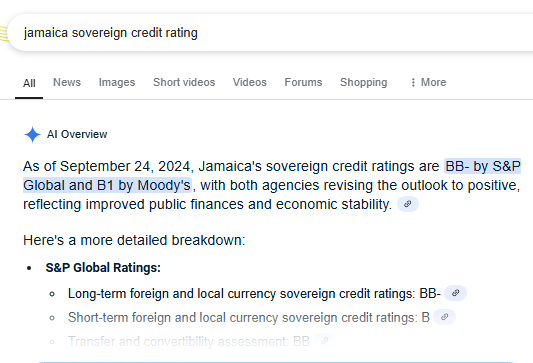 jamaica sovereign credit rating
All News Images Short videos Videos Forums Shopping More
AI Overview
As of September 24, 2024, Jamaica's sovereign credit ratings are BB- by S&P
Global and B1 by Moody's, with both agencies revising the outlook to positive,
reflecting improved public finances and economic stability.
Here's a more detailed breakdown:
S&P Global Ratings:
Long-term foreign and local currency sovereign credit ratings: BB-
Short-term foreign and local currency sovereign credit ratings: B
Transfer and convertibility assessment: BB